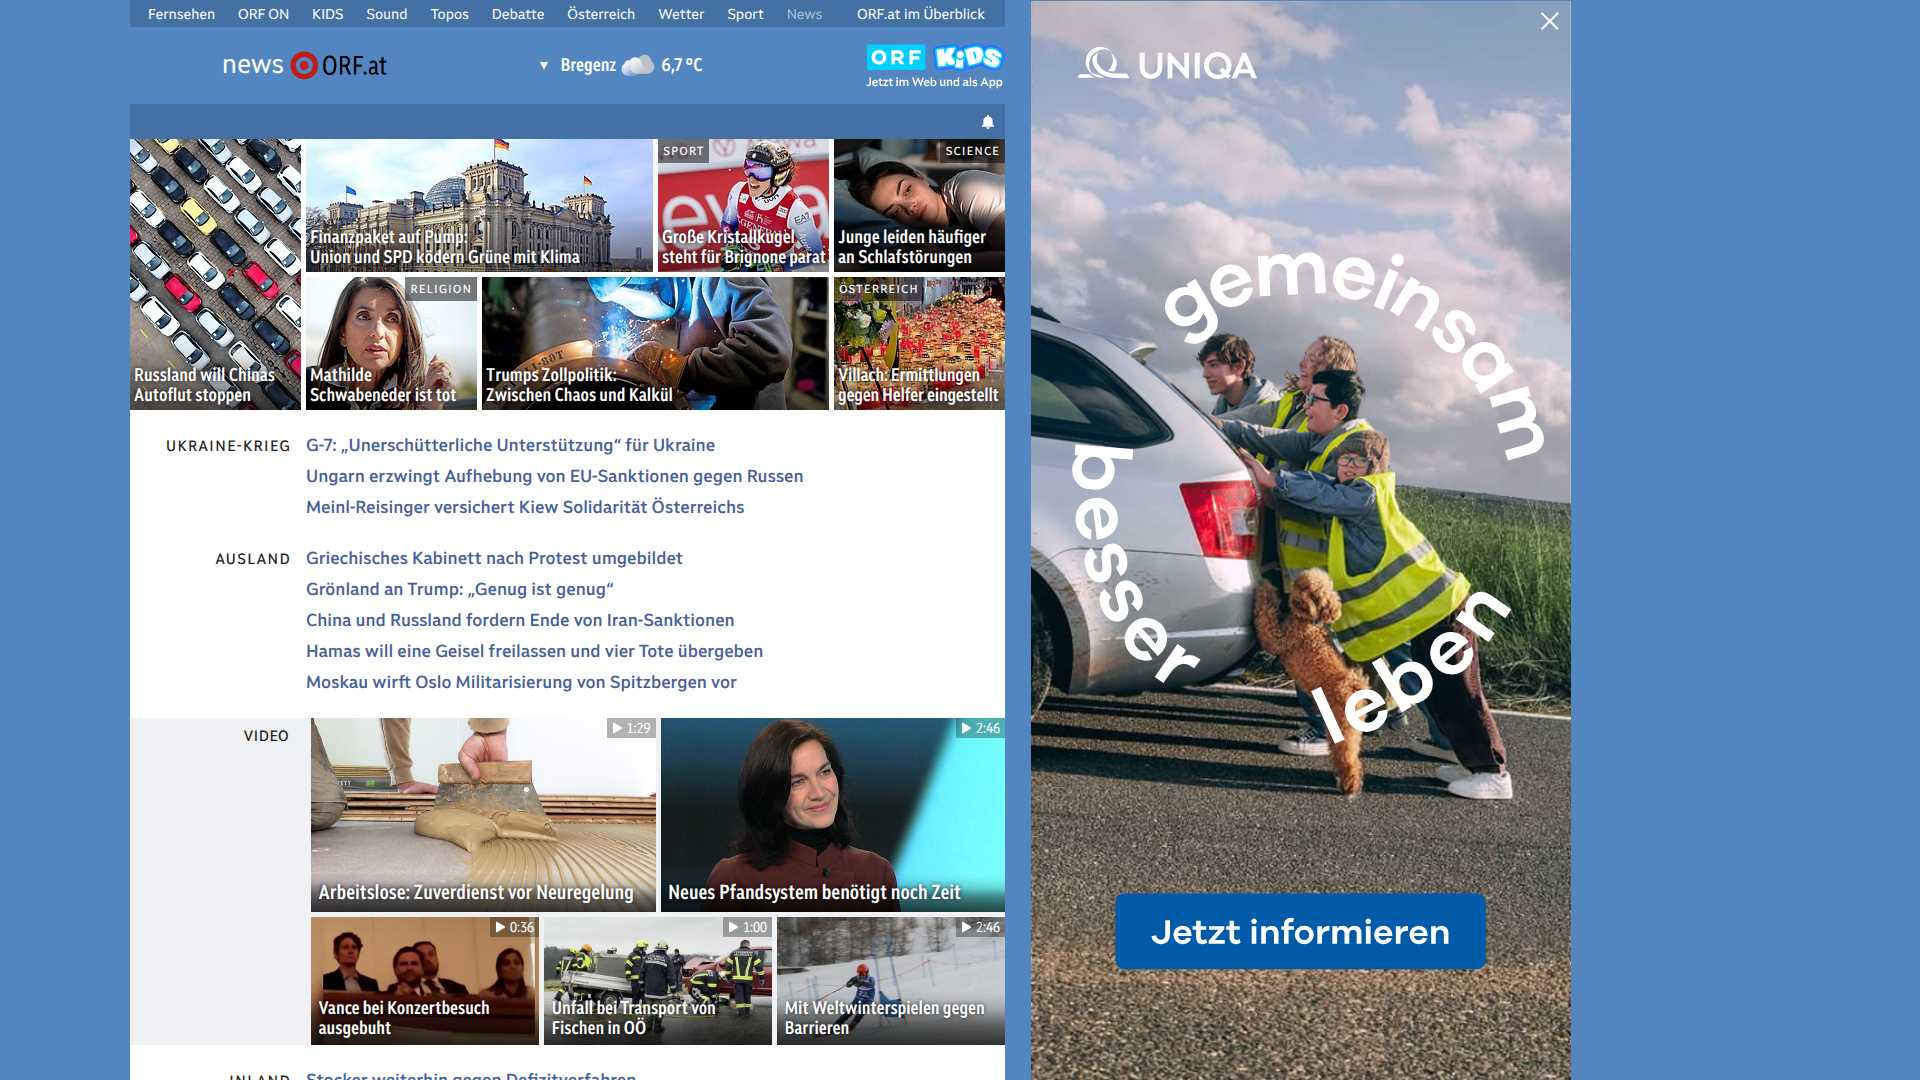 Fernsehen ORF ON KIDS Sound Topos Debatte Österreich Wetter Sport News ORF.at im Überblick
news ORF.at
Bregenz 6,7 °C
ORF KiDS
Jetzt im Web und als App
Russland will Chinas
Autoflut stoppen
Finanzpaket auf Pump:
Union und SPD ködern Grüne mit Klima
SPORT
Große Kristallkugel
steht für Brignone parat
SCIENCE
Junge leiden häufiger
an Schlafstörungen
RELIGION
Mathilde
Schwabeneder ist tot
Trumps Zollpolitik:
Zwischen Chaos und Kalkül
ÖSTERREICH
Villach: Ermittlungen
gegen Helfer eingestellt
UKRAINE-KRIEG
G-7: „Unerschütterliche Unterstützung“ für Ukraine
Ungarn erzwingt Aufhebung von EU-Sanktionen gegen Russen
Meinl-Reisinger versichert Kiew Solidarität Österreichs
AUSLAND
Griechisches Kabinett nach Protest umgebildet
Grönland an Trump: „Genug ist genug“
China und Russland fordern Ende von Iran-Sanktionen
Hamas will eine Geisel freilassen und vier Tote übergeben
Moskau wirft Oslo Militarisierung von Spitzbergen vor
VIDEO
1:29
Arbeitslose: Zuverdienst vor Neuregelung
2:46
Neues Pfandsystem benötigt noch Zeit
0:36
Vance bei Konzertbesuch
ausgebuht
1:00
Unfall bei Transport von
Fischen in OÖ
2:46
Mit Weltwinterspielen gegen
Barrieren
INLAND
Stocker weiterhin gegen Defizitverfahren
UNIQA
gemeinsam
besser
leben
Jetzt informieren